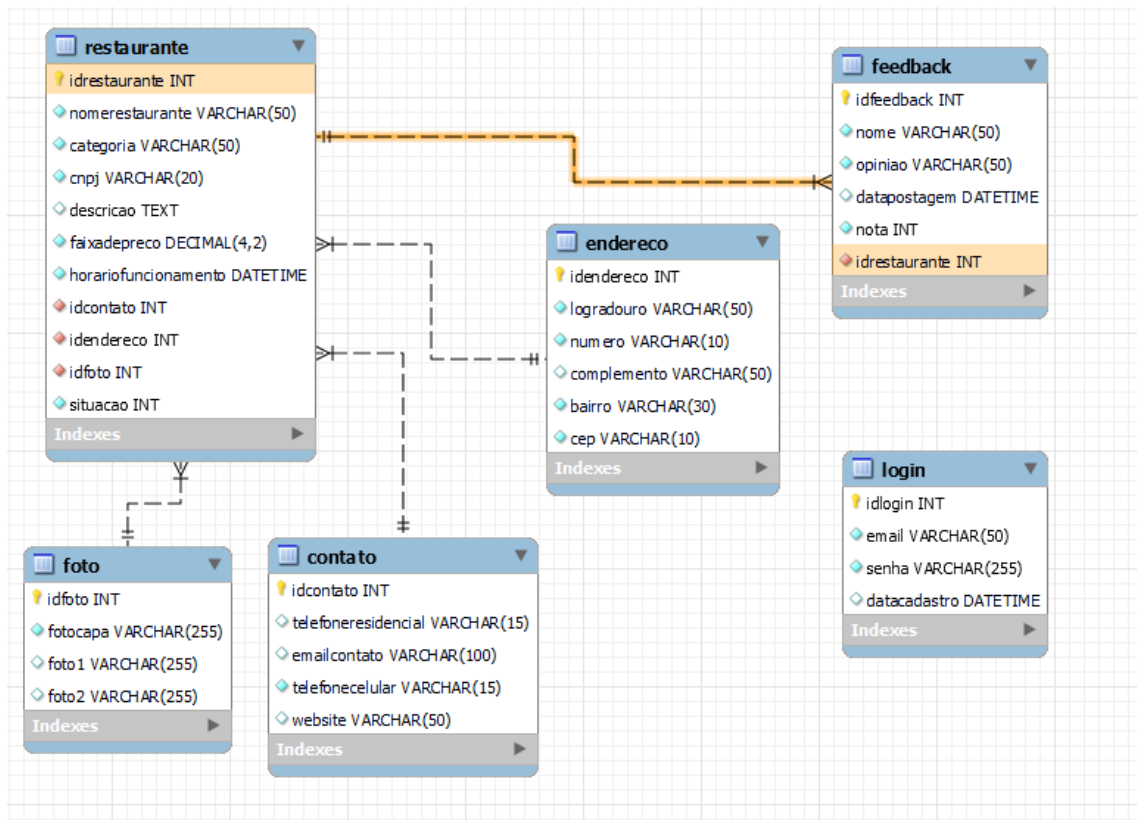 restaurante
idrestaurante INT
nomerestaurante VARCHAR(50)
categoria VARCHAR(50)
cnpj VARCHAR(20)
descricao TEXT
faixadepreco DECIMAL(4,2)
horariofuncionamento DATETIME
idcontato INT
idendereco INT
idfoto INT
situacao INT
Indexes
feedback
idfeedback INT
nome VARCHAR(50)
opiniao VARCHAR(50)
datapostagem DATETIME
nota INT
idrestaurante INT
Indexes
endereco
idendereco INT
logradouro VARCHAR(50)
numero VARCHAR(10)
complemento VARCHAR(50)
bairro VARCHAR(30)
cep VARCHAR(10)
Indexes
login
idlogin INT
email VARCHAR(50)
senha VARCHAR(255)
datacadastro DATETIME
Indexes
foto
idfoto INT
fotocapa VARCHAR(255)
foto1 VARCHAR(255)
foto2 VARCHAR(255)
Indexes
contato
idcontato INT
telefoneresidencial VARCHAR(15)
emailcontato VARCHAR(100)
telefonecelular VARCHAR(15)
website VARCHAR(50)
Indexes